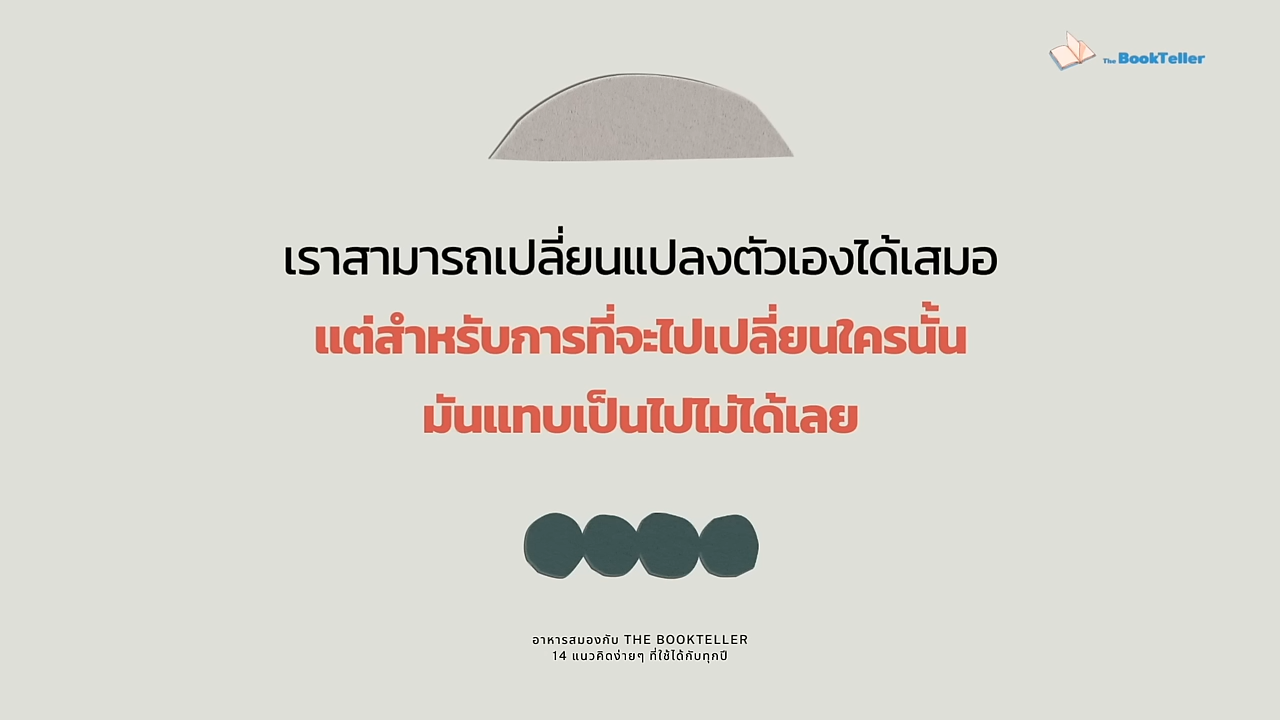 The BookTeller
เราสามารถเปลี่ยนแปลงตัวเองได้เสมอ
แต่สำหรับการที่จะไปเปลี่ยนใครนั้น
มันแทบเป็นไปไม่ได้เลย
อาหารสมองกับ THE BOOKTELLER
14 แนวคิดง่ายๆ ที่ใช้ได้กับทุกปี